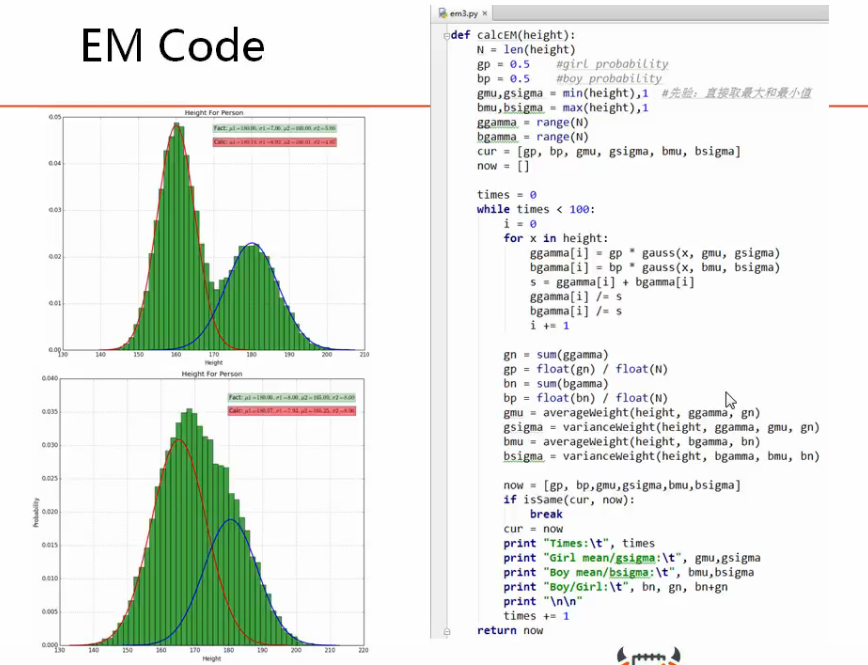 EM Code
Height For Person
0.05
0.04
0.03
0.02
0.01
0.00
130 140 150 160 170 180 190 200 210
Height
Height For Person
0.040
0.035
0.030
0.025
0.020
0.015
0.010
0.005
0.000
Probability
130 140 150 160 170 180 190 200 210 220
Height
em3.py ×
def calcEM(height):
N = len(height)
gp = 0.5 #girl probability
bp = 0.5 #boy probability
gmu,gsigma = min(height),1 #先验：直接取最大和最小值
bmu,bsigma = max(height),1
ggamma = range(N)
bgamma = range(N)
cur = [gp, bp, gmu, gsigma, bmu, bsigma]
now = []
times = 0
while times < 100:
i = 0
for x in height:
ggamma[i] = gp * gauss(x, gmu, gsigma)
bgamma[i] = bp * gauss(x, bmu, bsigma)
s = ggamma[i] + bgamma[i]
ggamma[i] /= s
bgamma[i] /= s
i += 1
gn = sum(ggamma)
gp = float(gn) / float(N)
bn = sum(bgamma)
bp = float(bn) / float(N)
gmu = averageWeight(height, ggamma, gn)
gsigma = varianceWeight(height, ggamma, gmu, gn)
bmu = averageWeight(height, bgamma, bn)
bsigma = varianceWeight(height, bgamma, bmu, bn)
now = [gp, bp,gmu,gsigma,bmu,bsigma]
if isSame(cur, now):
break
cur = now
print "Times:\t", times
print "Girl mean/gsigma:\t", gmu,gsigma
print "Boy mean/bsigma:\t", bmu,bsigma
print "Boy/Girl:\t", bn, gn, bn+gn
print "\n\n"
times += 1
return now